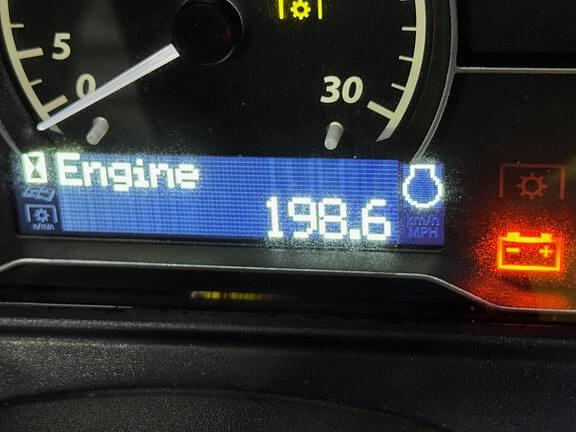 5
0
30
Engine
198.6
n/min
km/h
MPH
- +